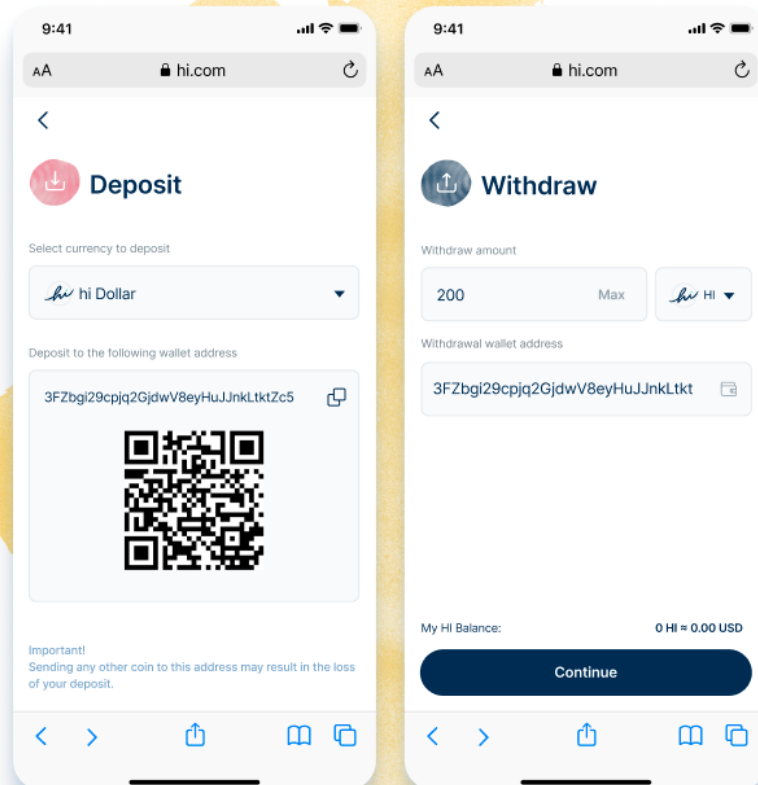 9:41
AA hi.com
Deposit
Select currency to deposit
hi hi Dollar
Deposit to the following wallet address
3FZbgi29cpjq2GjdwV8eyHuJJnkLtktZc5
Important!
Sending any other coin to this address may result in the loss
of your deposit.
9:41
AA hi.com
Withdraw
Withdraw amount
200 Max hi HI
Withdrawal wallet address
3FZbgi29cpjq2GjdwV8eyHuJJnkLtkt
My HI Balance: 0 HI ≈ 0.00 USD
Continue